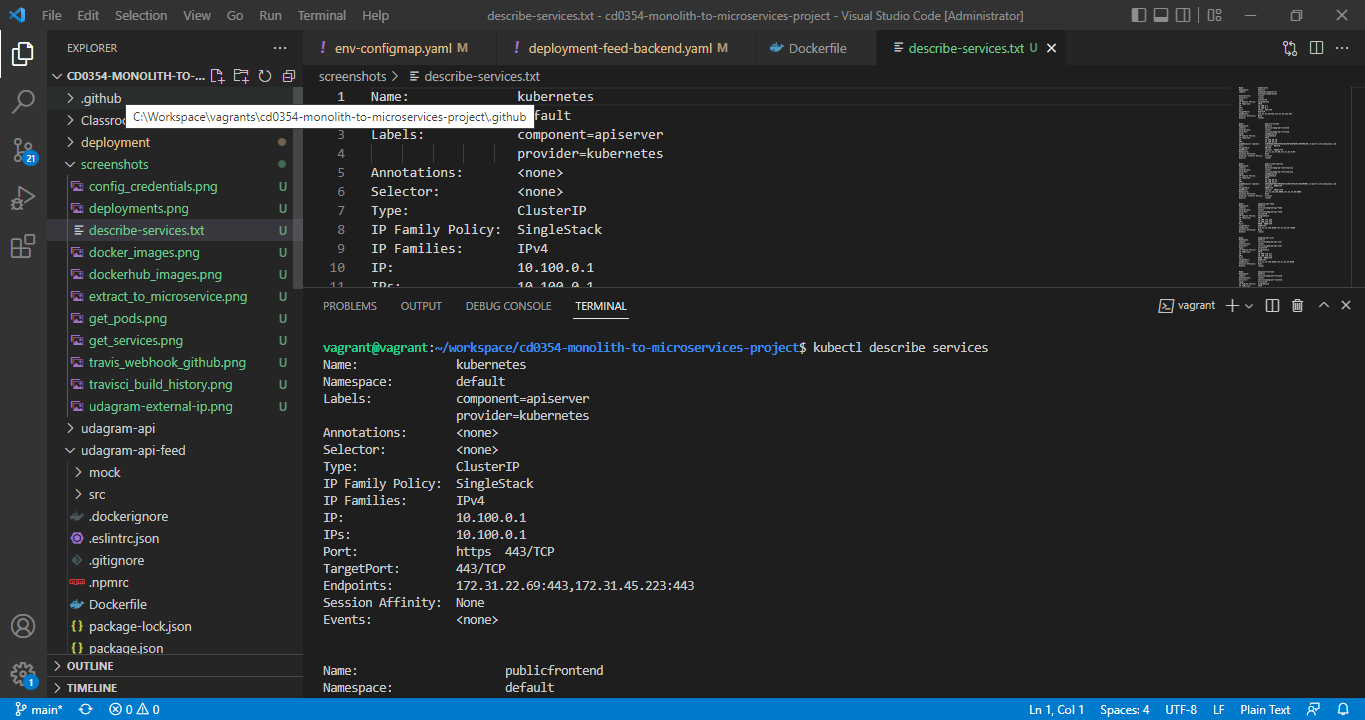 File Edit Selection View Go Run Terminal Help
describe-services.txt - cd0354-monolith-to-microservices-project - Visual Studio Code [Administrator]
EXPLORER
env-configmap.yaml M
deployment-feed-backend.yaml M
Dockerfile
describe-services.txt U
CD0354-MONOLITH-TO-...
screenshots > describe-services.txt
.github
C:\Workspace\vagrants\cd0354-monolith-to-microservices-project\.github
deployment
screenshots
config_credentials.png U
deployments.png U
describe-services.txt U
docker_images.png U
dockerhub_images.png U
extract_to_microservice.png U
get_pods.png U
get_services.png U
travis_webhook_github.png U
travisci_build_history.png U
udagram-external-ip.png U
udagram-api
udagram-api-feed
mock
src
.dockerignore
.eslintrc.json
.gitignore
.npmrc
Dockerfile
package-lock.json
package.json
OUTLINE
TIMELINE
21
1
1 Name: kubernetes
3 Labels: component=apiserver
4 provider=kubernetes
5 Annotations: <none>
6 Selector: <none>
7 Type: ClusterIP
8 IP Family Policy: SingleStack
9 IP Families: IPv4
10 IP: 10.100.0.1
11 IPs: 10.100.0.1
PROBLEMS OUTPUT DEBUG CONSOLE TERMINAL
vagrant
vagrant@vagrant:~/workspace/cd0354-monolith-to-microservices-project$ kubectl describe services
Name: kubernetes
Namespace: default
Labels: component=apiserver
provider=kubernetes
Annotations: <none>
Selector: <none>
Type: ClusterIP
IP Family Policy: SingleStack
IP Families: IPv4
IP: 10.100.0.1
IPs: 10.100.0.1
Port: https 443/TCP
TargetPort: 443/TCP
Endpoints: 172.31.22.69:443,172.31.45.223:443
Session Affinity: None
Events: <none>
Name: publicfrontend
Namespace: default
main* 0 0
Ln 1, Col 1 Spaces: 4 UTF-8 LF Plain Text